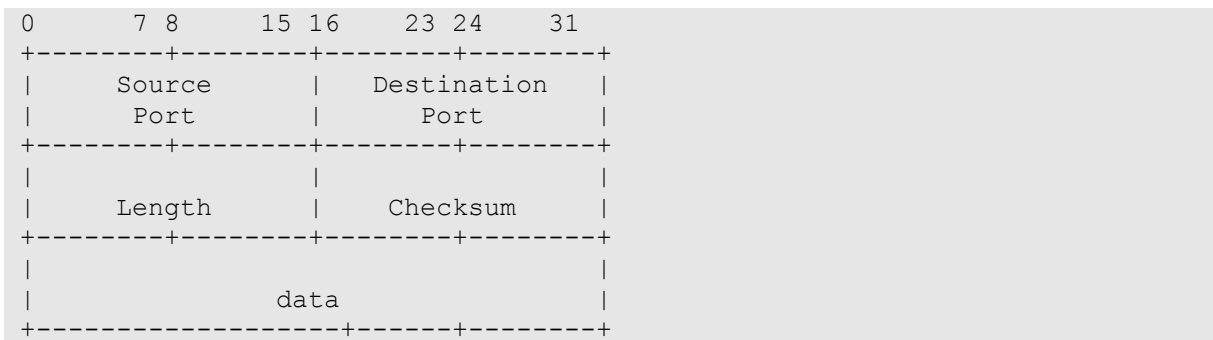 0      7 8     15 16    23 24    31
+--------+--------+--------+--------+
|     Source      |   Destination   |
|      Port       |      Port       |
+--------+--------+--------+--------+
|                 |                 |
|     Length      |    Checksum     |
+--------+--------+--------+--------+
|                                   |
|               data                |
+-------------------+------+--------+